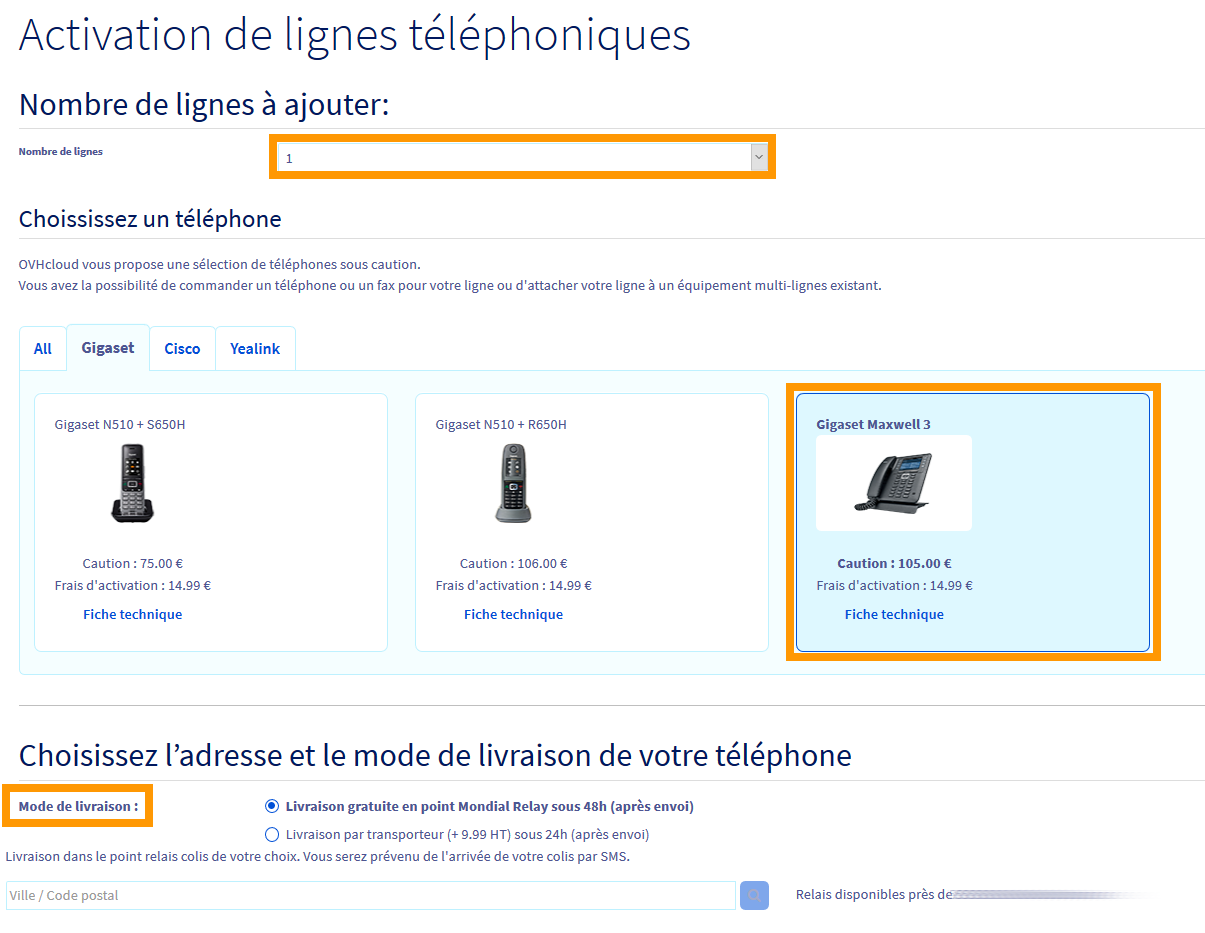 Activation de lignes téléphoniques
Nombre de lignes à ajouter:
Nombre de lignes
1
Choississez un téléphone
OVHcloud vous propose une sélection de téléphones sous caution.
Vous avez la possibilité de commander un téléphone ou un fax pour votre ligne ou d'attacher votre ligne à un équipement multi-lignes existant.
All Gigaset Cisco Yealink
Gigaset N510 + S650H
Caution : 75.00 €
Frais d'activation : 14.99 €
Fiche technique
Gigaset N510 + R650H
Caution : 106.00 €
Frais d'activation : 14.99 €
Fiche technique
Gigaset Maxwell 3
Caution : 105.00 €
Frais d'activation : 14.99 €
Fiche technique
Choisissez l’adresse et le mode de livraison de votre téléphone
Mode de livraison :
Livraison gratuite en point Mondial Relay sous 48h (après envoi)
Livraison par transporteur (+ 9.99 HT) sous 24h (après envoi)
Livraison dans le point relais colis de votre choix. Vous serez prévenu de l'arrivée de votre colis par SMS.
Ville / Code postal
Relais disponibles près de